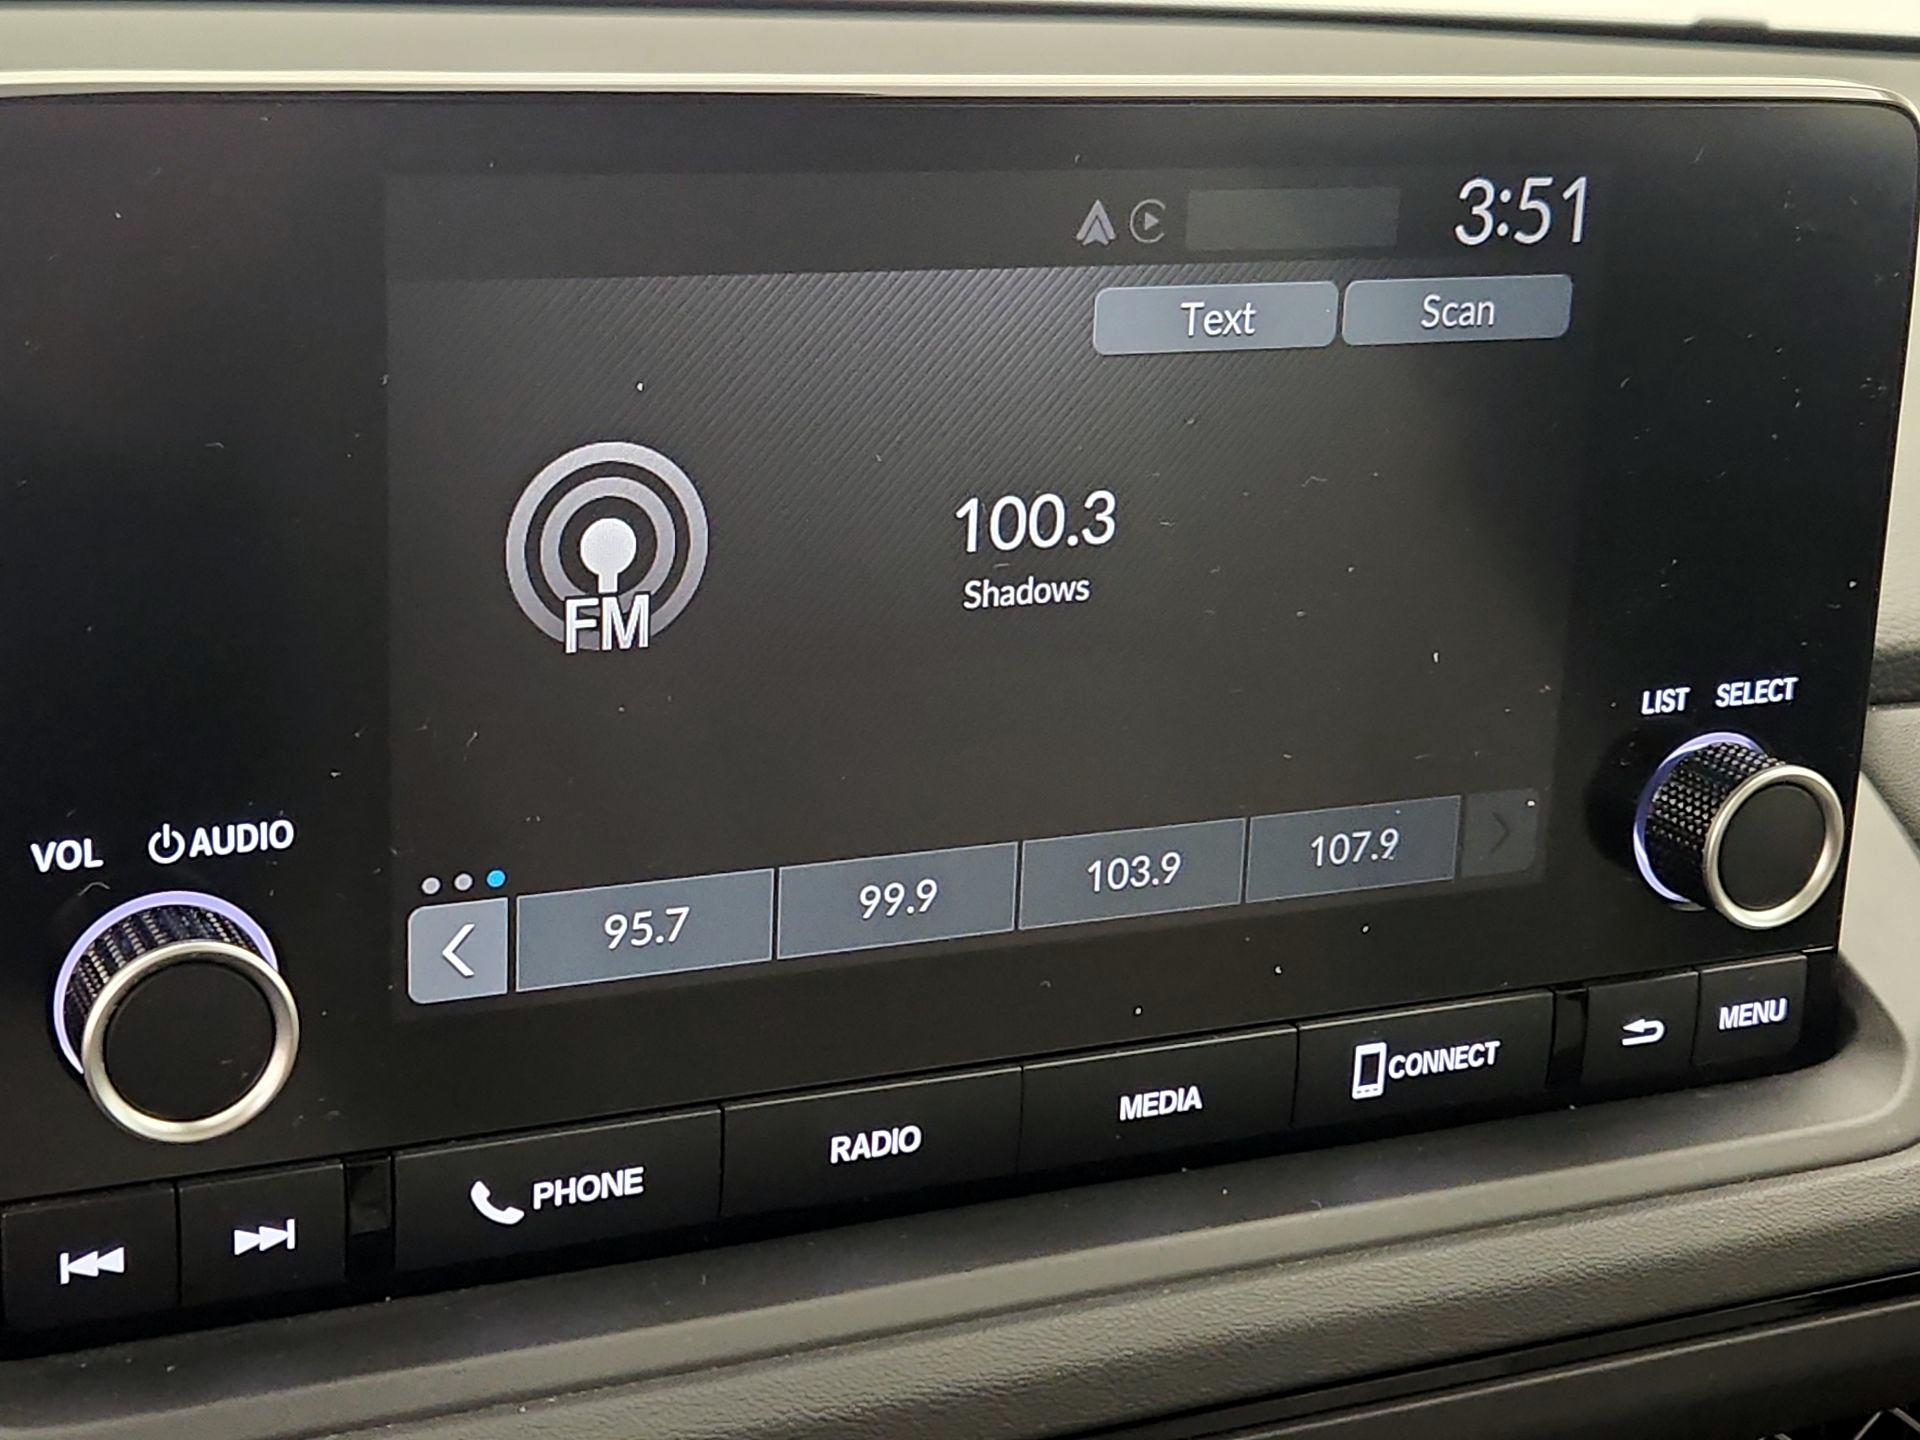 3:51
Text Scan
FM
100.3
Shadows
LIST SELECT
VOL AUDIO
95.7 99.9 103.9 107.9
PHONE RADIO MEDIA CONNECT MENU